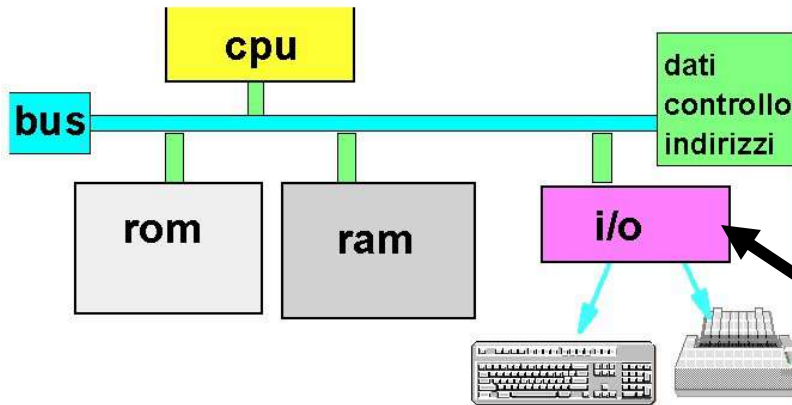 cpu
bus
dati
controllo
indirizzi
rom
ram
i/o